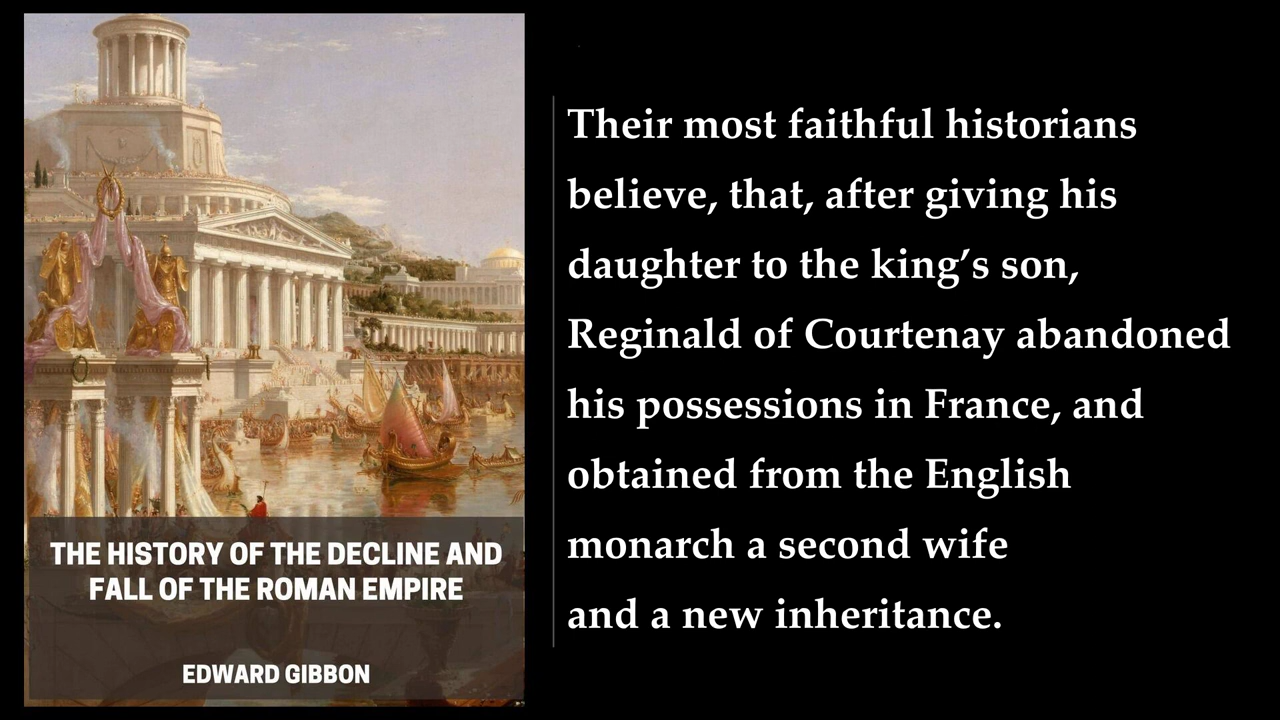 THE HISTORY OF THE DECLINE AND
FALL OF THE ROMAN EMPIRE
EDWARD GIBBON
Their most faithful historians
believe, that, after giving his
daughter to the king’s son,
Reginald of Courtenay abandoned
his possessions in France, and
obtained from the English
monarch a second wife
and a new inheritance.